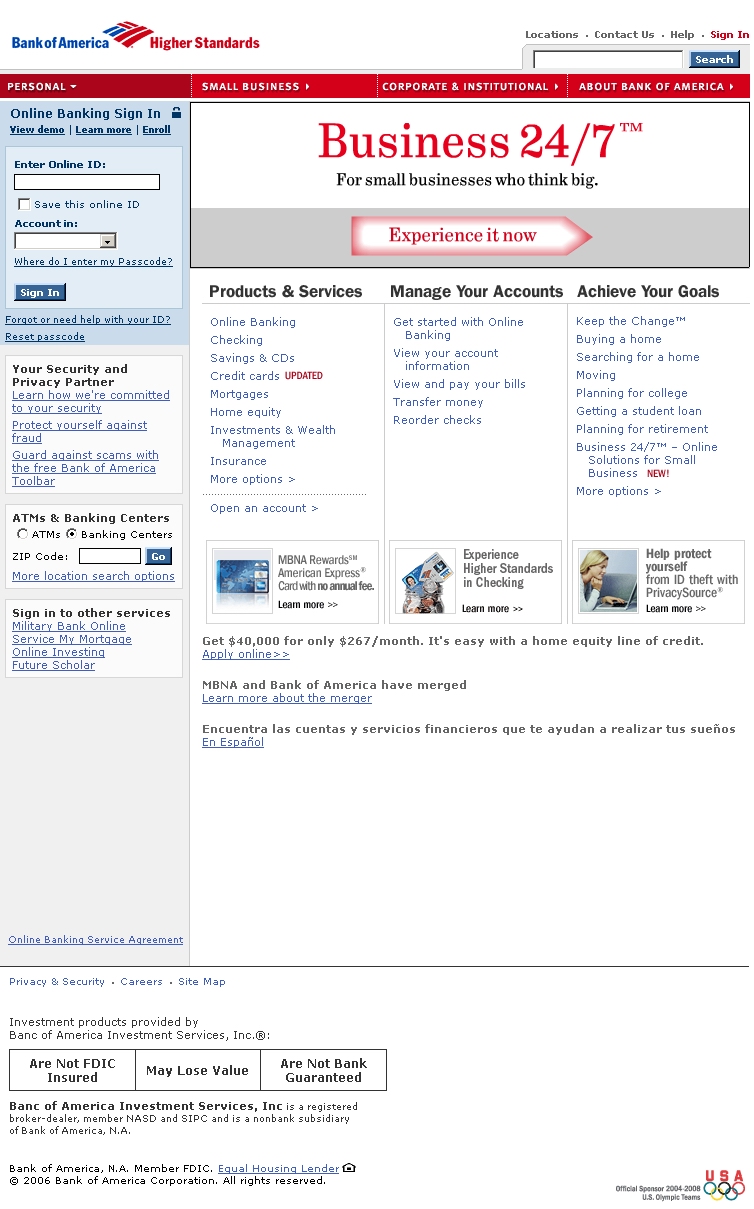 Bank of America Higher Standards
Locations • Contact Us • Help • Sign In
Search
PERSONAL
SMALL BUSINESS
CORPORATE & INSTITUTIONAL
ABOUT BANK OF AMERICA
Online Banking Sign In
View demo | Learn more | Enroll
Enter Online ID:
Save this online ID
Account in:
Where do I enter my Passcode?
Sign In
Forgot or need help with your ID?
Reset passcode
Your Security and
Privacy Partner
Learn how we're committed
to your security
Protect yourself against
fraud
Guard against scams with
the free Bank of America
Toolbar
ATMs & Banking Centers
ATMs Banking Centers
ZIP Code: Go
More location search options
Sign in to other services
Military Bank Online
Service My Mortgage
Online Investing
Future Scholar
Online Banking Service Agreement
Business 24/7™
For small businesses who think big.
Experience it now
Products & Services
Online Banking
Checking
Savings & CDs
Credit cards UPDATED
Mortgages
Home equity
Investments & Wealth
Management
Insurance
More options >
Open an account >
Manage Your Accounts
Get started with Online
Banking
View your account
information
View and pay your bills
Transfer money
Reorder checks
Achieve Your Goals
Keep the Change™
Buying a home
Searching for a home
Moving
Planning for college
Getting a student loan
Planning for retirement
Business 24/7™ – Online
Solutions for Small
Business NEW!
More options >
MBNA Rewards℠
American Express®
Card with no annual fee.
Learn more >>
Experience
Higher Standards
in Checking
Learn more >>
Help protect
yourself
from ID theft with
PrivacySource®
Learn more >>
Get $40,000 for only $267/month. It's easy with a home equity line of credit.
Apply online>>
MBNA and Bank of America have merged
Learn more about the merger
Encuentra las cuentas y servicios financieros que te ayudan a realizar tus sueños
En Español
Privacy & Security • Careers • Site Map
Investment products provided by
Banc of America Investment Services, Inc.®:
Are Not FDIC
Insured
May Lose Value
Are Not Bank
Guaranteed
Banc of America Investment Services, Inc is a registered
broker-dealer, member NASD and SIPC and is a nonbank subsidiary
of Bank of America, N.A.
Bank of America, N.A. Member FDIC. Equal Housing Lender
© 2006 Bank of America Corporation. All rights reserved.
USA
Official Sponsor 2004-2008
U.S. Olympic Teams